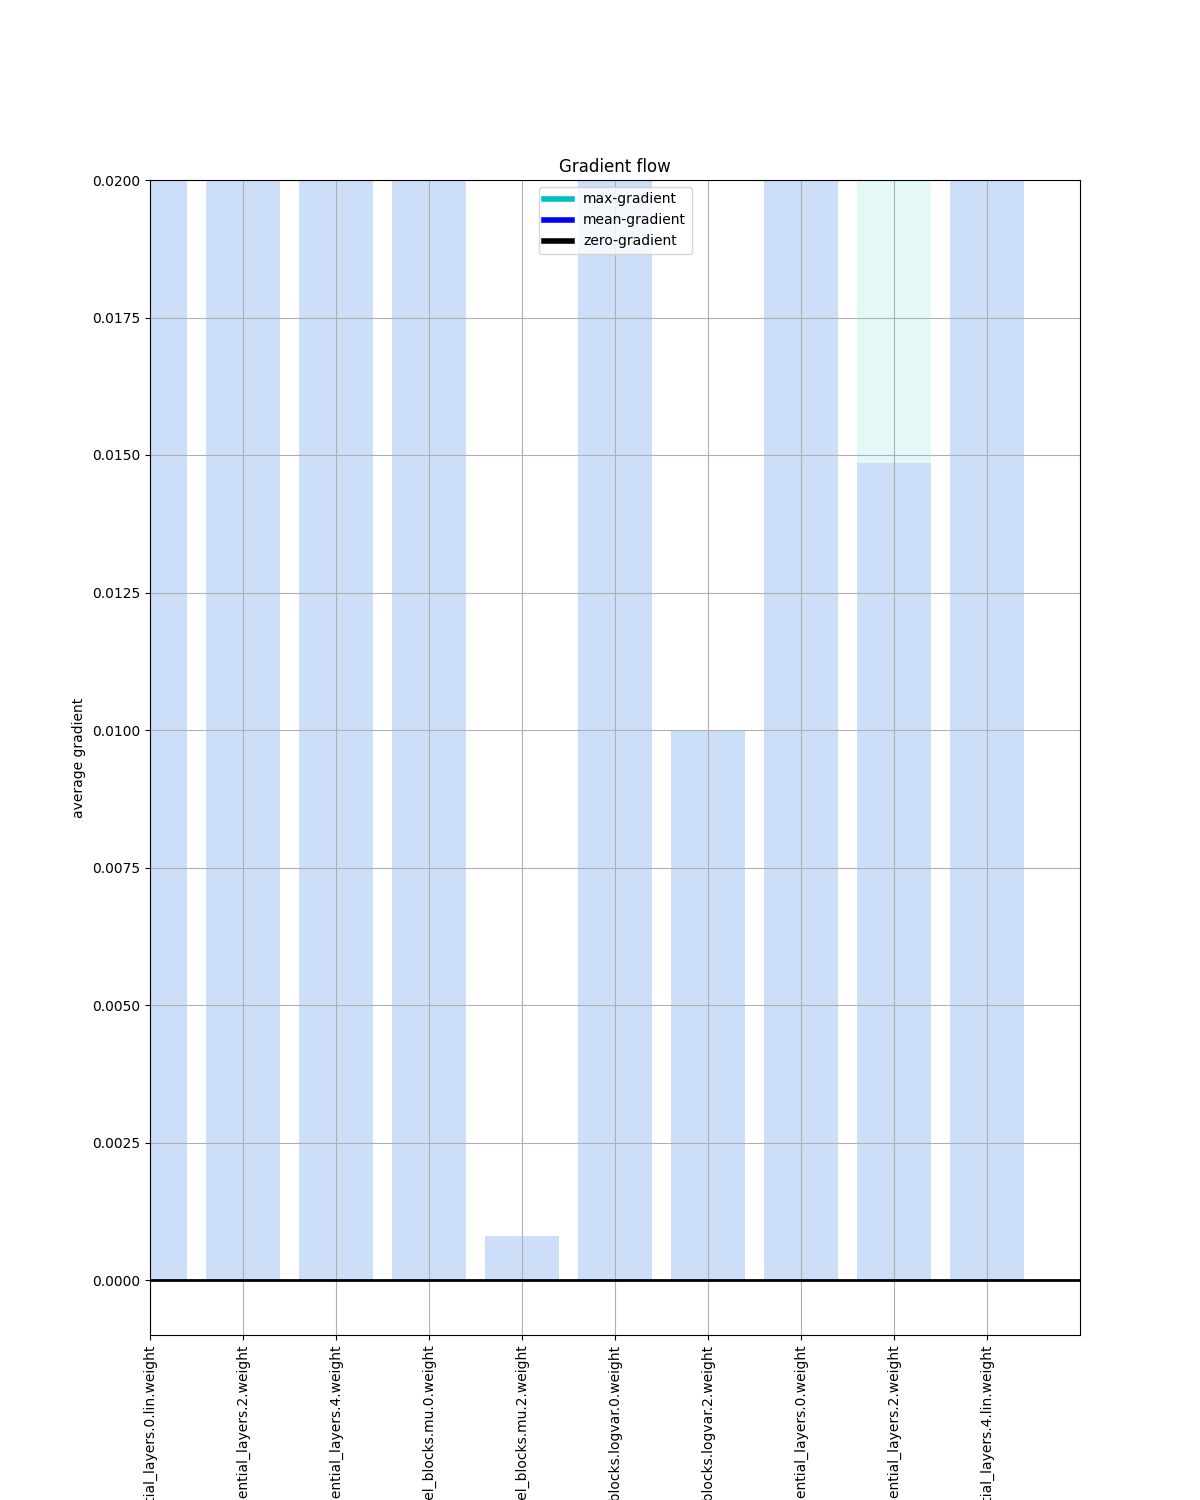 Gradient flow
max-gradient
mean-gradient
zero-gradient
0.0200
0.0175
0.0150
0.0125
0.0100
0.0075
0.0050
0.0025
0.0000
average gradient
tial_layers.0.lin.weight
ential_layers.2.weight
ential_layers.4.weight
el_blocks.mu.0.weight
el_blocks.mu.2.weight
blocks.logvar.0.weight
blocks.logvar.2.weight
ential_layers.0.weight
ential_layers.2.weight
tial_layers.4.lin.weight